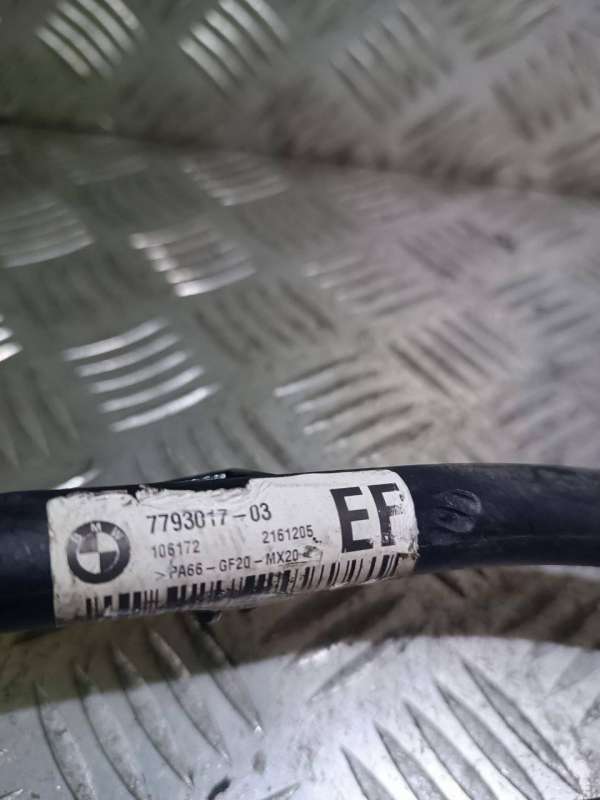 BMW
7793017-03
106172 2161205
>PA66-GF20-MX20<
EF